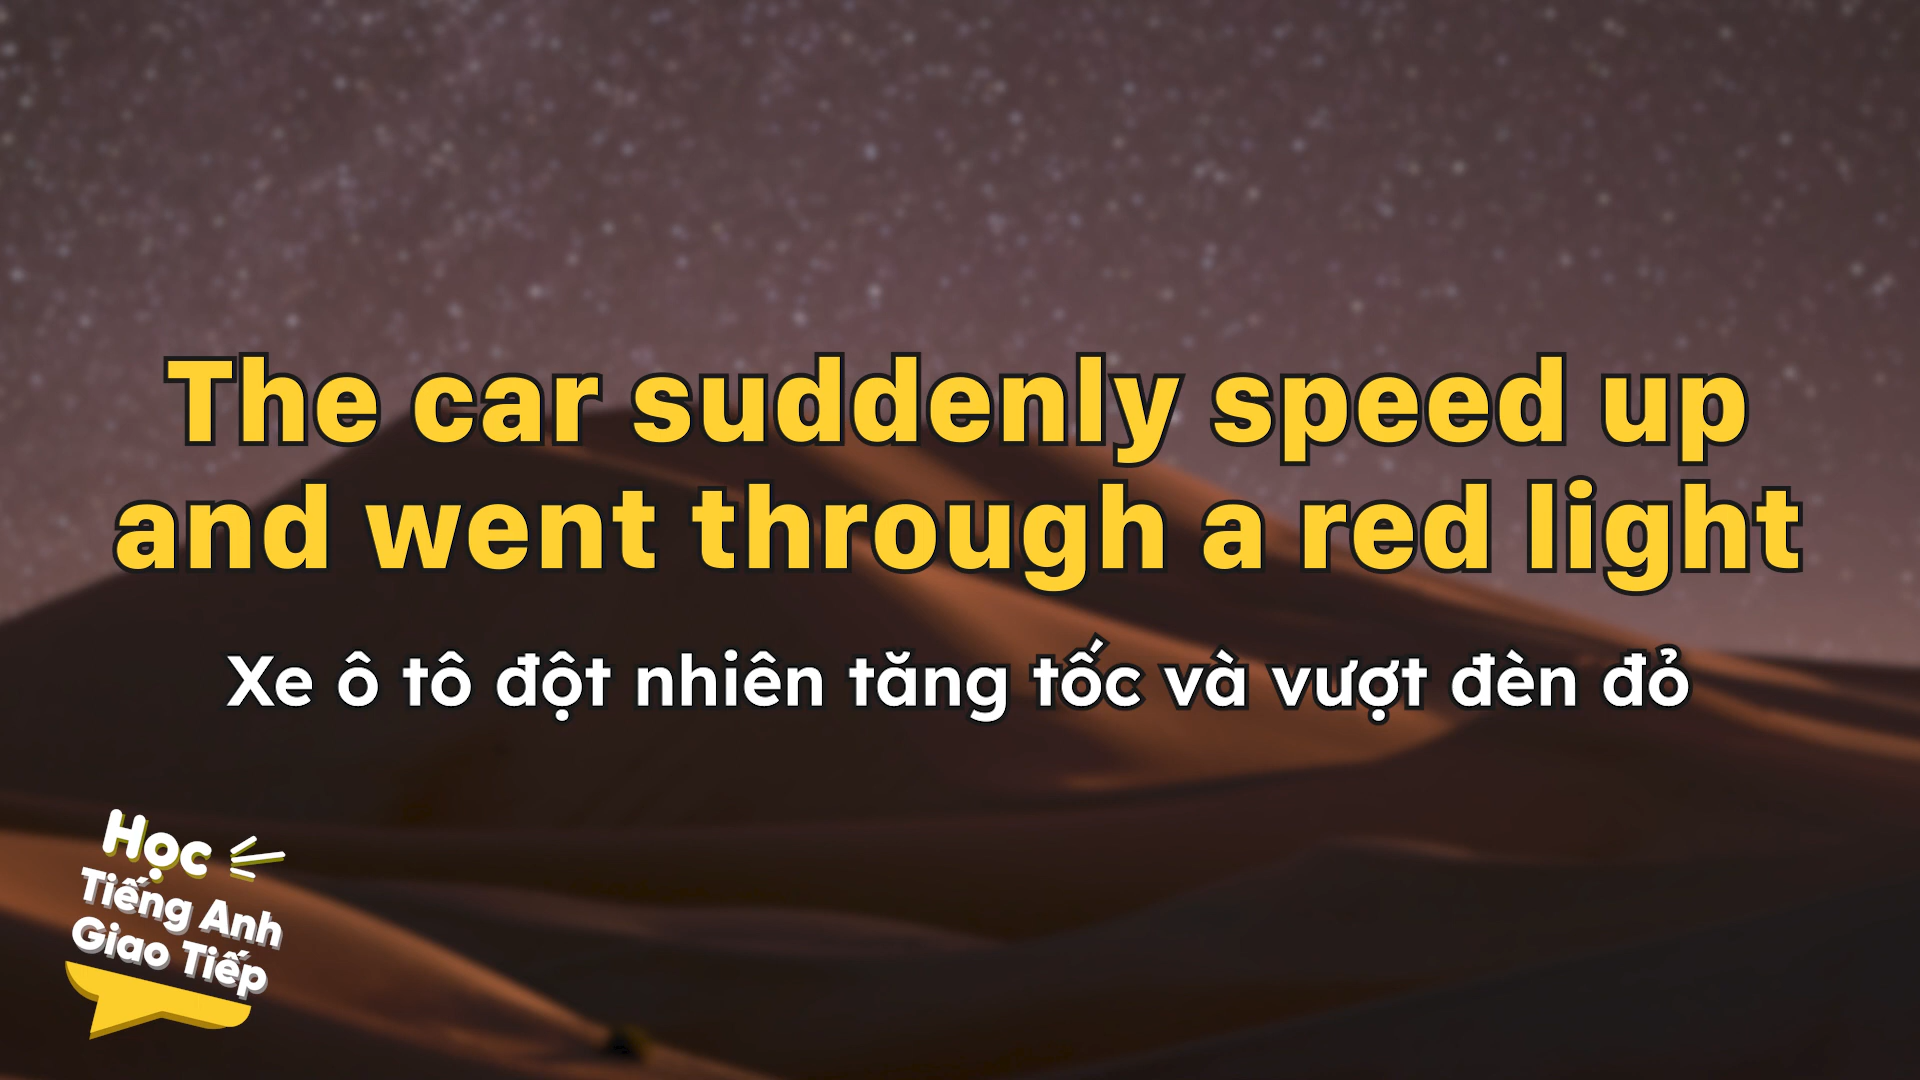 The car suddenly speed up
and went through a red light
Xe ô tô đột nhiên tăng tốc và vượt đèn đỏ
Học
Tiếng Anh
Giao Tiếp